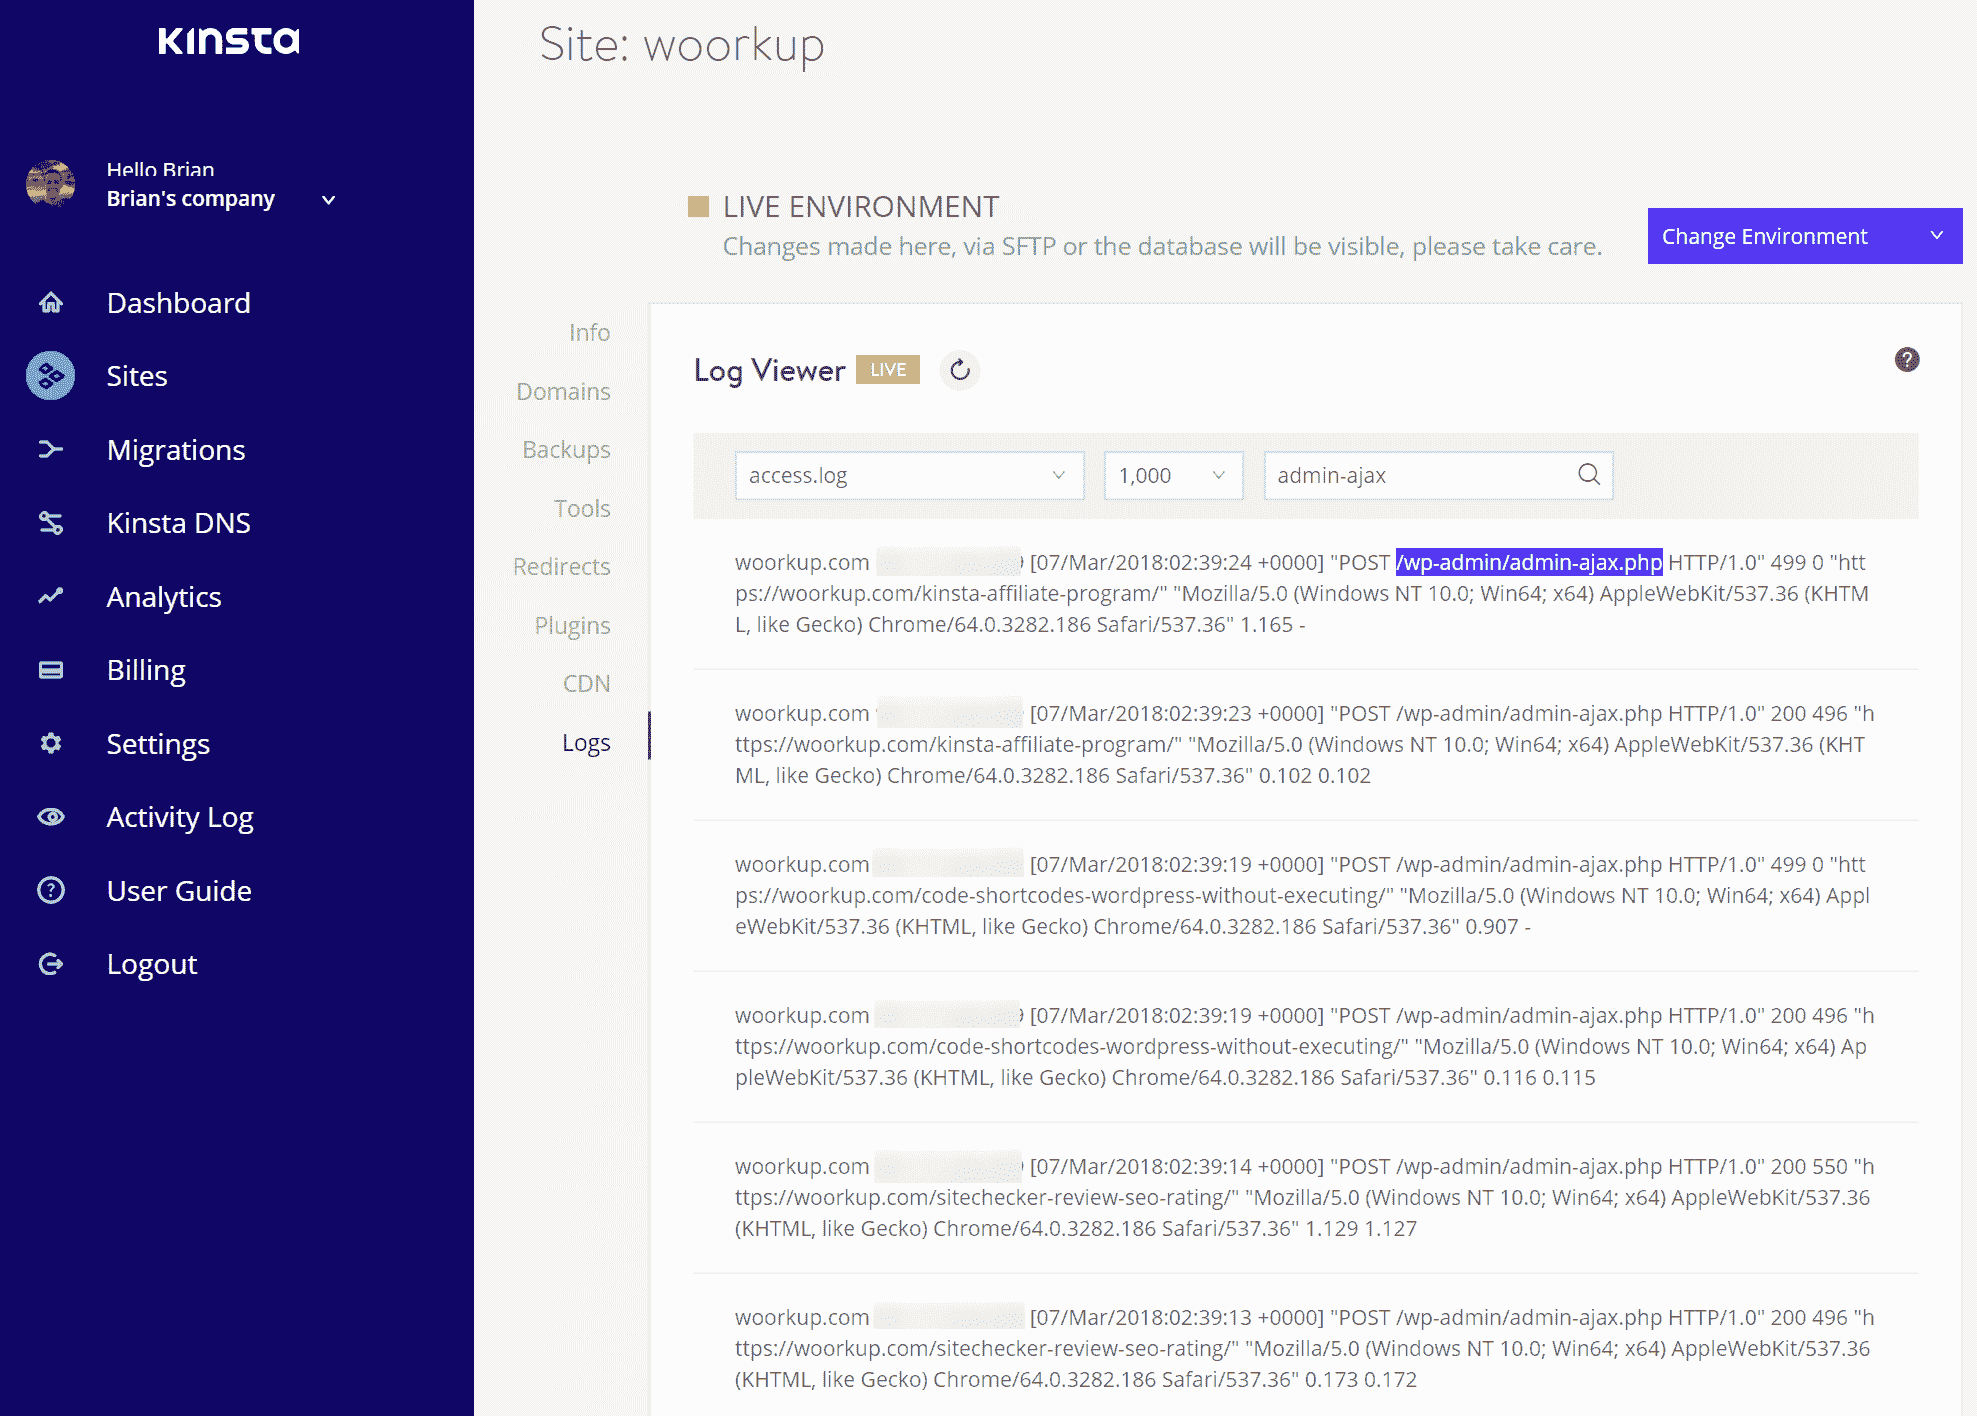 Kinsta
Hello Brian
Brian's company
Dashboard
Sites
Migrations
Kinsta DNS
Analytics
Billing
Settings
Activity Log
User Guide
Logout
Site: woorkup
LIVE ENVIRONMENT
Changes made here, via SFTP or the database will be visible, please take care.
Change Environment
Info
Domains
Backups
Tools
Redirects
Plugins
CDN
Logs
Log Viewer LIVE
access.log 1,000 admin-ajax
woorkup.com [07/Mar/2018:02:39:24 +0000] "POST /wp-admin/admin-ajax.php HTTP/1.0" 499 0 "htt
ps://woorkup.com/kinsta-affiliate-program/" "Mozilla/5.0 (Windows NT 10.0; Win64; x64) AppleWebKit/537.36 (KHTM
L, like Gecko) Chrome/64.0.3282.186 Safari/537.36" 1.165 -
woorkup.com [07/Mar/2018:02:39:23 +0000] "POST /wp-admin/admin-ajax.php HTTP/1.0" 200 496 "h
ttps://woorkup.com/kinsta-affiliate-program/" "Mozilla/5.0 (Windows NT 10.0; Win64; x64) AppleWebKit/537.36 (KHT
ML, like Gecko) Chrome/64.0.3282.186 Safari/537.36" 0.102 0.102
woorkup.com [07/Mar/2018:02:39:19 +0000] "POST /wp-admin/admin-ajax.php HTTP/1.0" 499 0 "htt
ps://woorkup.com/code-shortcodes-wordpress-without-executing/" "Mozilla/5.0 (Windows NT 10.0; Win64; x64) Appl
eWebKit/537.36 (KHTML, like Gecko) Chrome/64.0.3282.186 Safari/537.36" 0.907 -
woorkup.com [07/Mar/2018:02:39:19 +0000] "POST /wp-admin/admin-ajax.php HTTP/1.0" 200 496 "h
ttps://woorkup.com/code-shortcodes-wordpress-without-executing/" "Mozilla/5.0 (Windows NT 10.0; Win64; x64) Ap
pleWebKit/537.36 (KHTML, like Gecko) Chrome/64.0.3282.186 Safari/537.36" 0.116 0.115
woorkup.com [07/Mar/2018:02:39:14 +0000] "POST /wp-admin/admin-ajax.php HTTP/1.0" 200 550 "h
ttps://woorkup.com/sitechecker-review-seo-rating/" "Mozilla/5.0 (Windows NT 10.0; Win64; x64) AppleWebKit/537.36
(KHTML, like Gecko) Chrome/64.0.3282.186 Safari/537.36" 1.129 1.127
woorkup.com [07/Mar/2018:02:39:13 +0000] "POST /wp-admin/admin-ajax.php HTTP/1.0" 200 496 "h
ttps://woorkup.com/sitechecker-review-seo-rating/" "Mozilla/5.0 (Windows NT 10.0; Win64; x64) AppleWebKit/537.36
(KHTML, like Gecko) Chrome/64.0.3282.186 Safari/537.36" 0.173 0.172